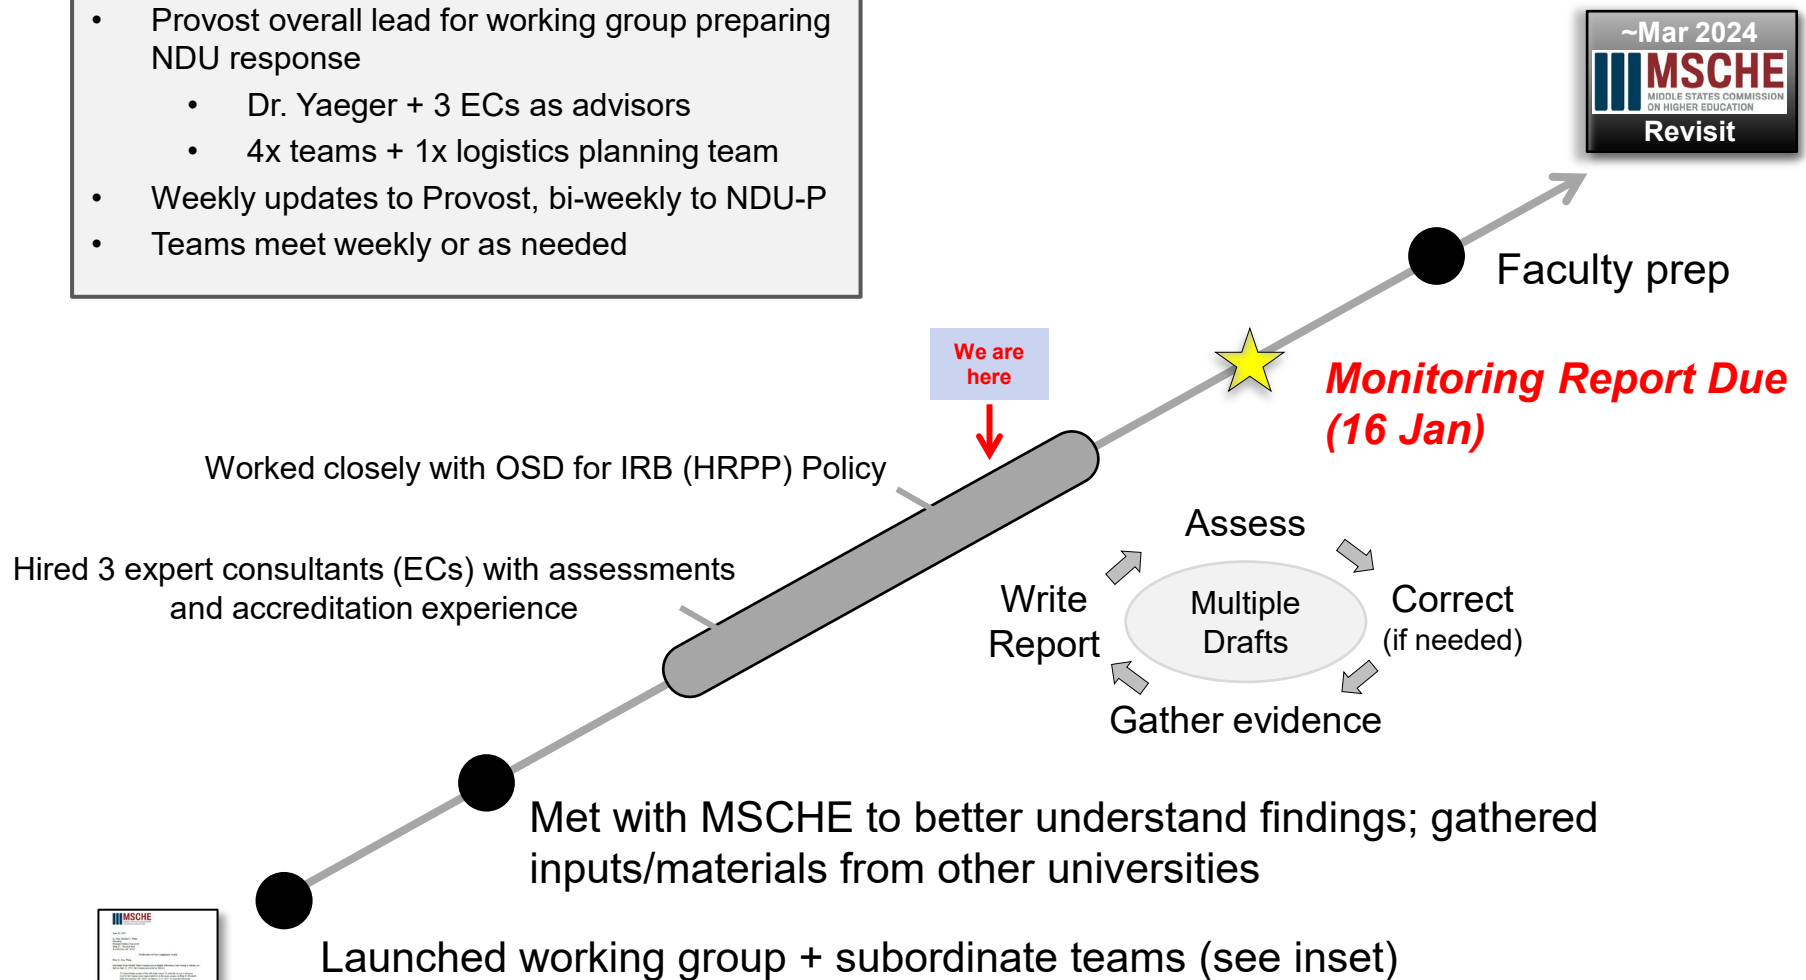 • Provost overall lead for working group preparing
NDU response
• Dr. Yaeger + 3 ECs as advisors
• 4x teams + 1x logistics planning team
• Weekly updates to Provost, bi-weekly to NDU-P
• Teams meet weekly or as needed
~Mar 2024
MSCHE
MIDDLE STATES COMMISSION
ON HIGHER EDUCATION
Revisit
Faculty prep
We are
here
Monitoring Report Due
(16 Jan)
Worked closely with OSD for IRB (HRPP) Policy
Hired 3 expert consultants (ECs) with assessments
and accreditation experience
Assess
Correct
(if needed)
Gather evidence
Write
Report
Multiple
Drafts
Met with MSCHE to better understand findings; gathered
inputs/materials from other universities
MSCHE
Launched working group + subordinate teams (see inset)